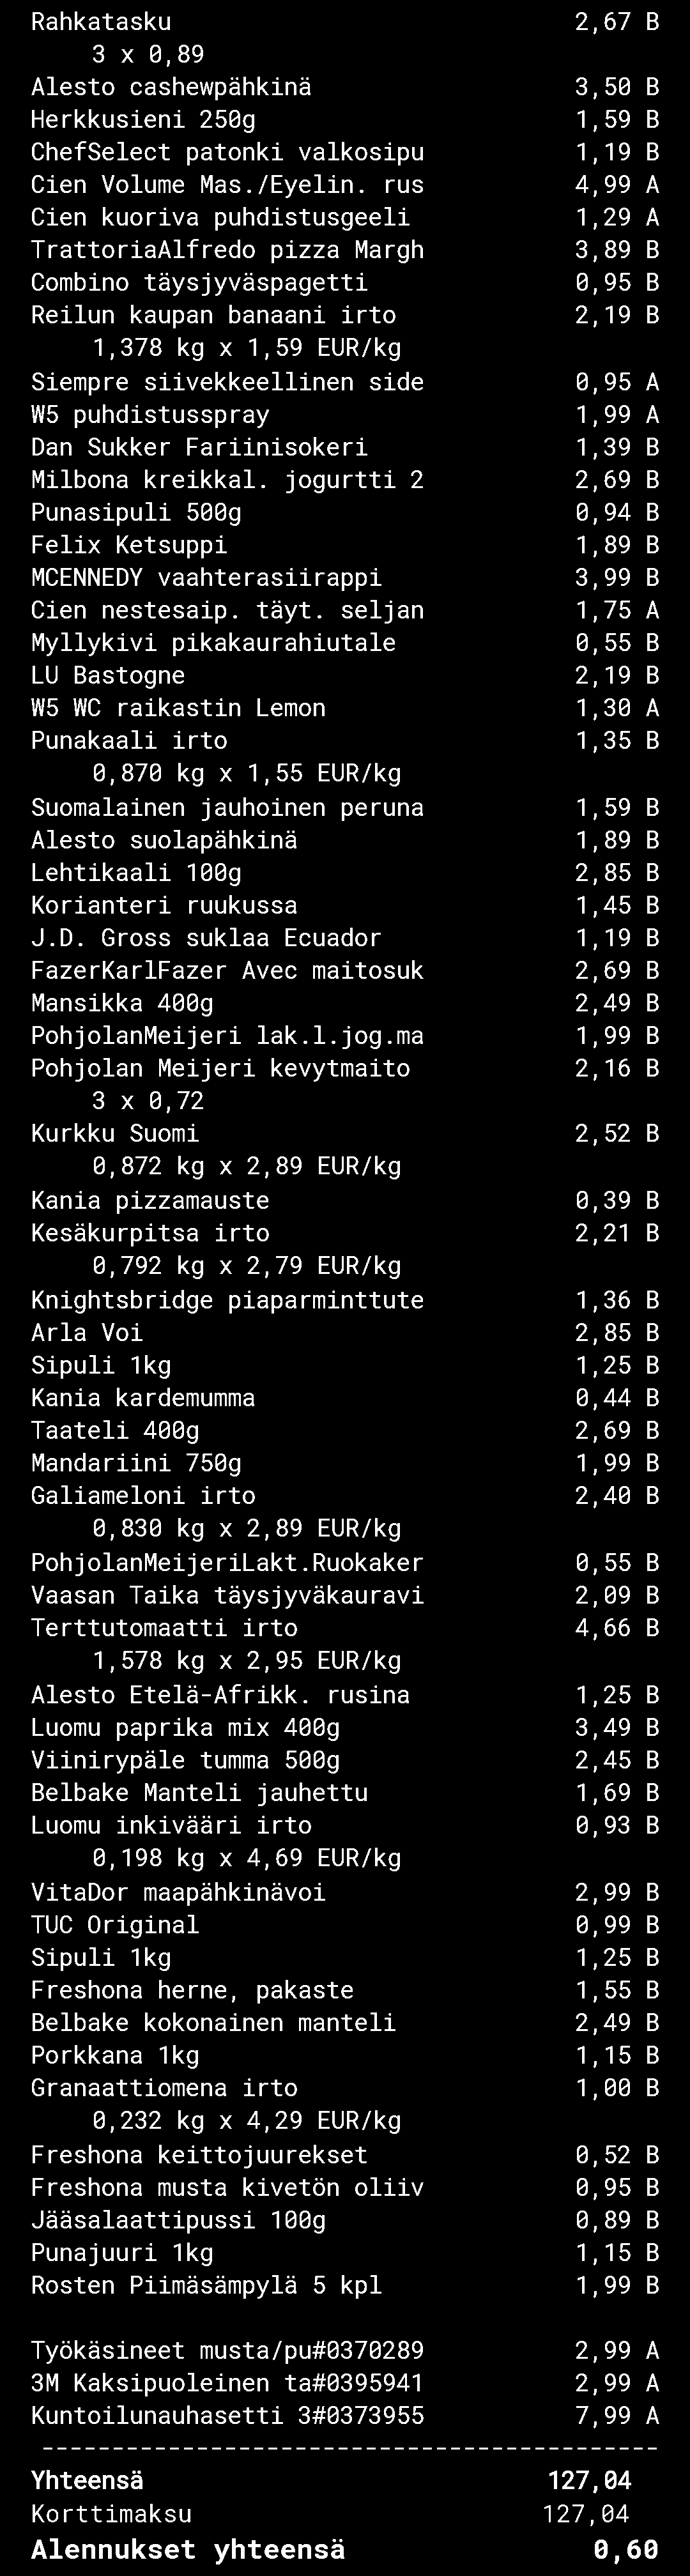 Rahkatasku 2,67 B
3 x 0,89
Alesto cashewpähkinä 3,50 B
Herkkusieni 250g 1,59 B
ChefSelect patonki valkosipu 1,19 B
Cien Volume Mas./Eyelin. rus 4,99 A
Cien kuoriva puhdistusgeeli 1,29 A
TrattoriaAlfredo pizza Margh 3,89 B
Combino täysjyväspagetti 0,95 B
Reilun kaupan banaani irto 2,19 B
1,378 kg x 1,59 EUR/kg
Siempre siivekkeellinen side 0,95 A
W5 puhdistusspray 1,99 A
Dan Sukker Fariinisokeri 1,39 B
Milbona kreikkal. jogurtti 2 2,69 B
Punasipuli 500g 0,94 B
Felix Ketsuppi 1,89 B
MCENNEDY vaahterasiirappi 3,99 B
Cien nestesaip. täyt. seljan 1,75 A
Myllykivi pikakaurahiutale 0,55 B
LU Bastogne 2,19 B
W5 WC raikastin Lemon 1,30 A
Punakaali irto 1,35 B
0,870 kg x 1,55 EUR/kg
Suomalainen jauhoinen peruna 1,59 B
Alesto suolapähkinä 1,89 B
Lehtikaali 100g 2,85 B
Korianteri ruukussa 1,45 B
J.D. Gross suklaa Ecuador 1,19 B
FazerKarlFazer Avec maitosuk 2,69 B
Mansikka 400g 2,49 B
PohjolanMeijeri lak.l.jog.ma 1,99 B
Pohjolan Meijeri kevytmaito 2,16 B
3 x 0,72
Kurkku Suomi 2,52 B
0,872 kg x 2,89 EUR/kg
Kania pizzamauste 0,39 B
Kesäkurpitsa irto 2,21 B
0,792 kg x 2,79 EUR/kg
Knightsbridge piaparminttute 1,36 B
Arla Voi 2,85 B
Sipuli 1kg 1,25 B
Kania kardemumma 0,44 B
Taateli 400g 2,69 B
Mandariini 750g 1,99 B
Galiameloni irto 2,40 B
0,830 kg x 2,89 EUR/kg
PohjolanMeijeriLakt.Ruokaker 0,55 B
Vaasan Taika täysjyväkauravi 2,09 B
Terttutomaatti irto 4,66 B
1,578 kg x 2,95 EUR/kg
Alesto Etelä-Afrikk. rusina 1,25 B
Luomu paprika mix 400g 3,49 B
Viinirypäle tumma 500g 2,45 B
Belbake Manteli jauhettu 1,69 B
Luomu inkivääri irto 0,93 B
0,198 kg x 4,69 EUR/kg
VitaDor maapähkinävoi 2,99 B
TUC Original 0,99 B
Sipuli 1kg 1,25 B
Freshona herne, pakaste 1,55 B
Belbake kokonainen manteli 2,49 B
Porkkana 1kg 1,15 B
Granaattiomena irto 1,00 B
0,232 kg x 4,29 EUR/kg
Freshona keittojuurekset 0,52 B
Freshona musta kivetön oliiv 0,95 B
Jääsalaattipussi 100g 0,89 B
Punajuuri 1kg 1,15 B
Rosten Piimäsämpylä 5 kpl 1,99 B
Työkäsineet musta/pu#0370289 2,99 A
3M Kaksipuoleinen ta#0395941 2,99 A
Kuntoilunauhasetti 3#0373955 7,99 A
--------------------------------------------
Yhteensä 127,04
Korttimaksu 127,04
Alennukset yhteensä 0,60